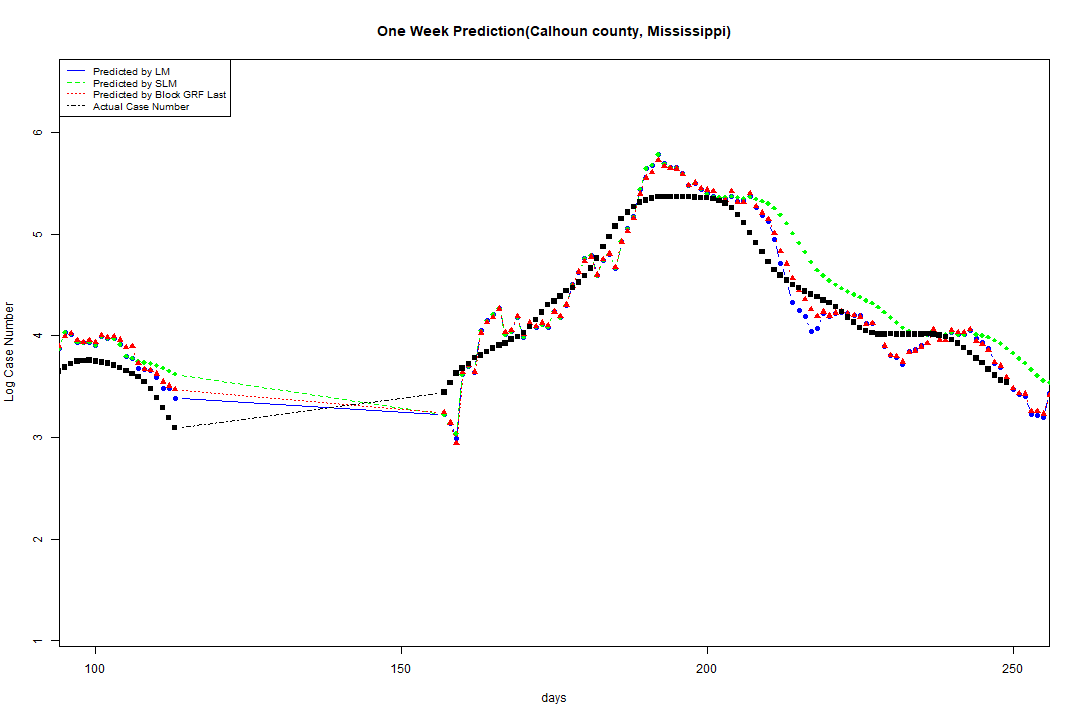 One Week Prediction(Calhoun county, Mississippi)
Predicted by LM
Predicted by SLM
Predicted by Block GRF Last
Actual Case Number
6
5
4
3
2
1
Log Case Number
100
150
200
250
days